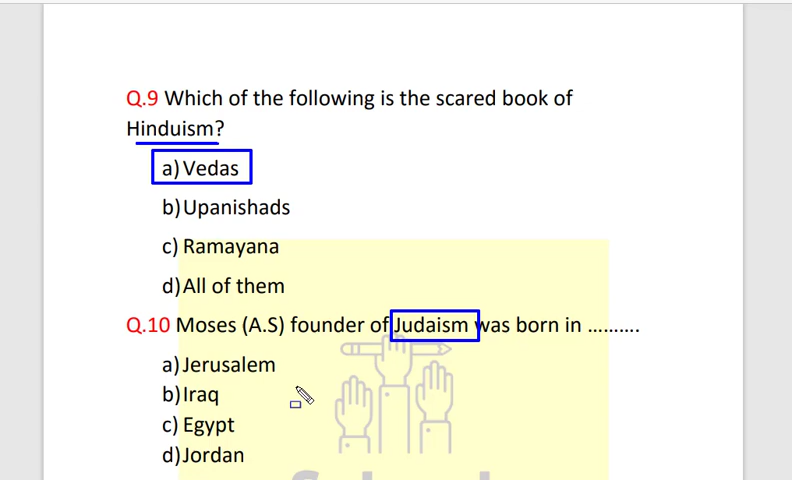 Q.9 Which of the following is the scared book of
Hinduism?
a) Vedas
b) Upanishads
c) Ramayana
d) All of them
Q.10 Moses (A.S) founder of Judaism was born in ..........
a) Jerusalem
b) Iraq
c) Egypt
d) Jordan